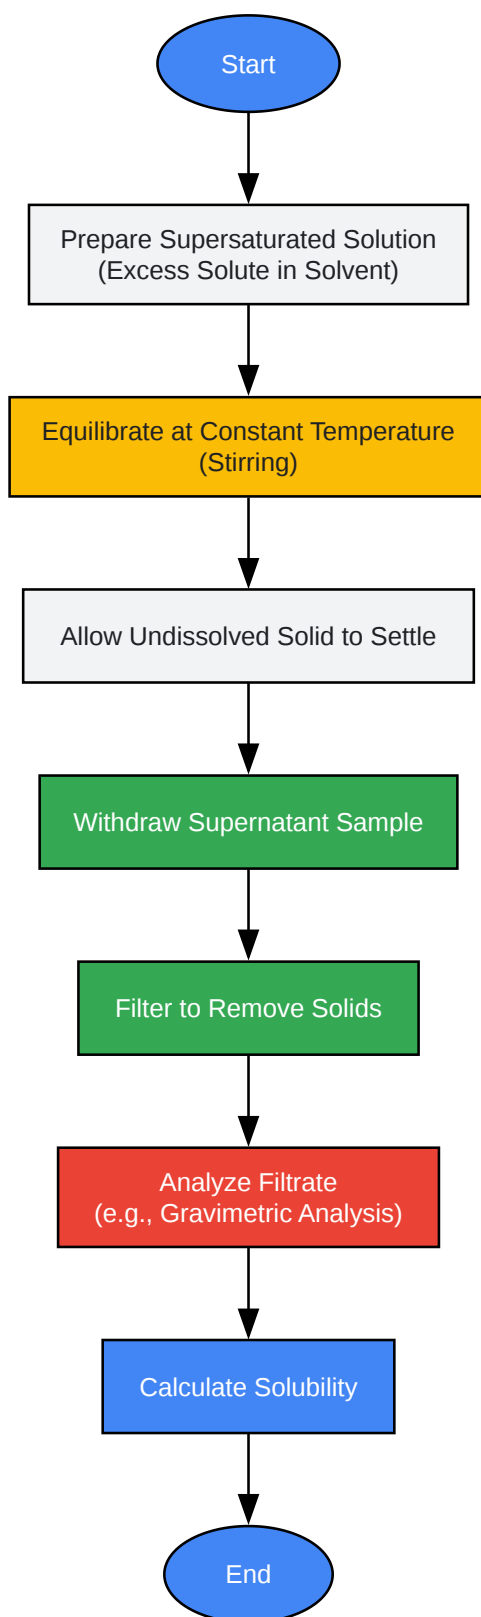 Start
Prepare Supersaturated Solution
(Excess Solute in Solvent)
Equilibrate at Constant Temperature
(Stirring)
Allow Undissolved Solid to Settle
Withdraw Supernatant Sample
Filter to Remove Solids
Analyze Filtrate
(e.g., Gravimetric Analysis)
Calculate Solubility
End